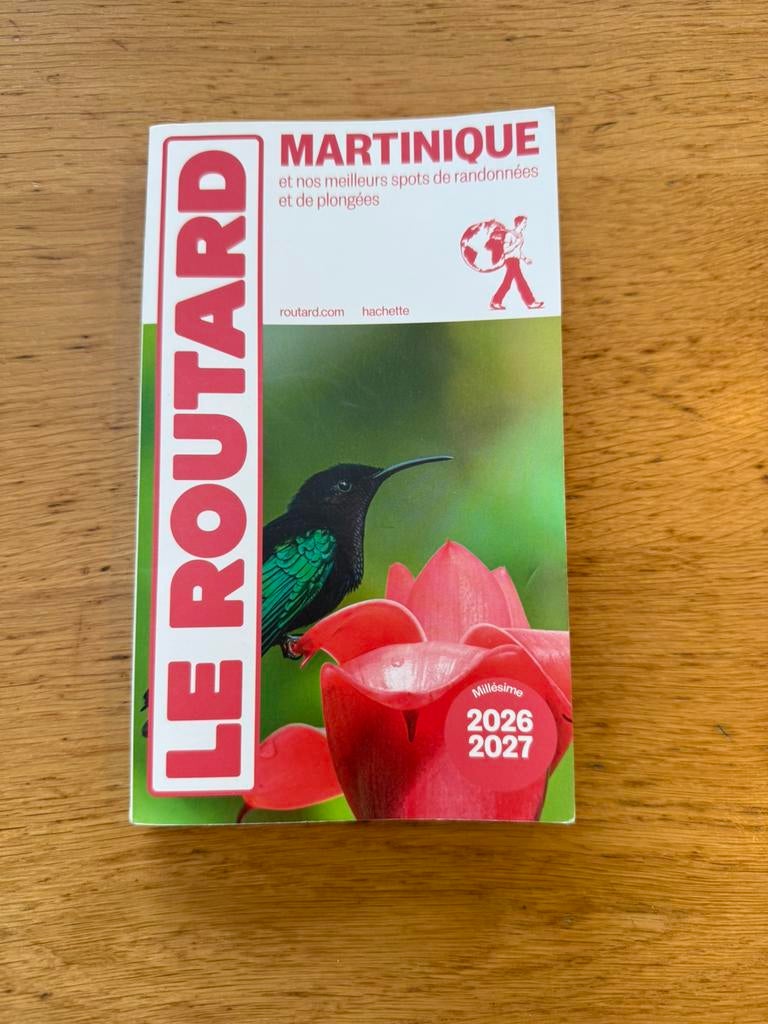 LE ROUTARD
MARTINIQUE
et nos meilleurs spots de randonnées
et de plongées
routard.com hachette
Millésime
2026
2027